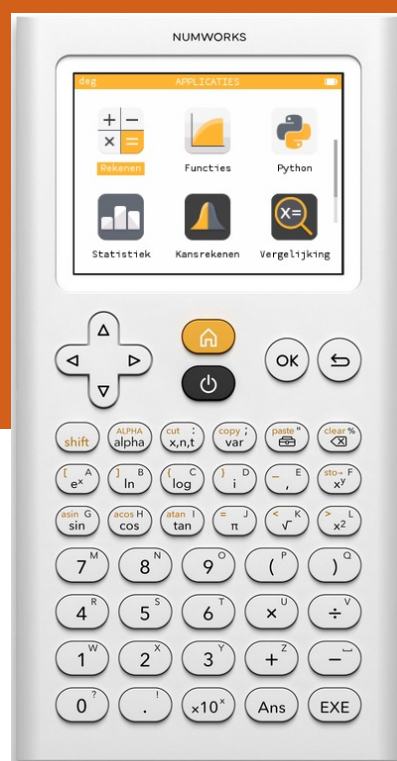 NUMWORKS
deg APPLICATIES
Rekenen Functies Python
Statistiek Kansrekenen Vergelijking
OK
shift ALPHA alpha cut : x,n,t copy ; var paste " clear %
[ A eˣ ] B ln { C log } D i _ E , sto→ F xʸ
asin G sin acos H cos atan I tan = J π < K √ > L x²
7 M 8 N 9 O ( P ) Q
4 R 5 S 6 T × U ÷ V
1 W 2 X 3 Y + Z −
0 ? . ! ×10ˣ Ans EXE